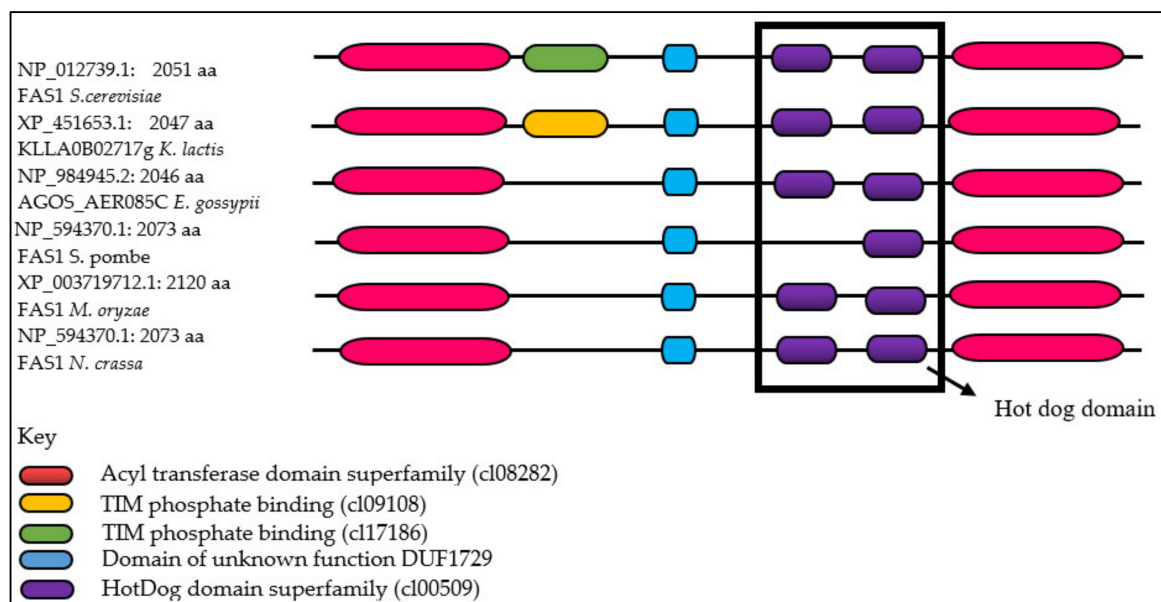 NP_012739.1: 2051 aa
FAS1 S.cerevisiae
XP_451653.1: 2047 aa
KLLA0B02717g K. lactis
NP_984945.2: 2046 aa
AGOS_AER085C E. gossypii
NP_594370.1: 2073 aa
FAS1 S. pombe
XP_003719712.1: 2120 aa
FAS1 M. oryzae
NP_594370.1: 2073 aa
FAS1 N. crassa
Hot dog domain
Key
Acyl transferase domain superfamily (cl08282)
TIM phosphate binding (cl09108)
TIM phosphate binding (cl17186)
Domain of unknown function DUF1729
HotDog domain superfamily (cl00509)